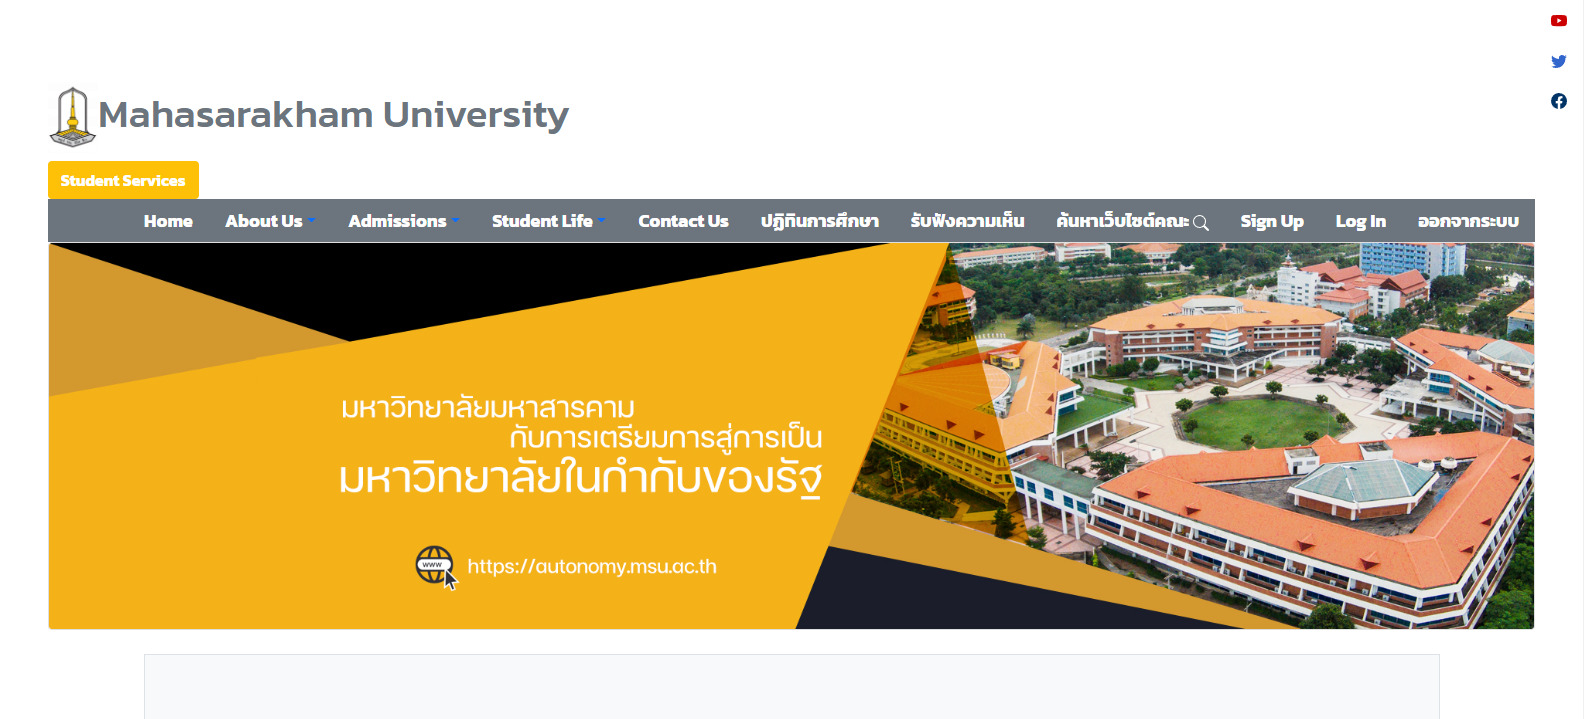 Mahasarakham University
Student Services
Home About Us Admissions Student Life Contact Us ปฏิทินการศึกษา รับฟังความเห็น ค้นหาเว็บไซต์คณะ Sign Up Log In ออกจากระบบ
มหาวิทยาลัยมหาสารคาม
กับการเตรียมการสู่การเป็น
มหาวิทยาลัยในกำกับของรัฐ
www
https://autonomy.msu.ac.th